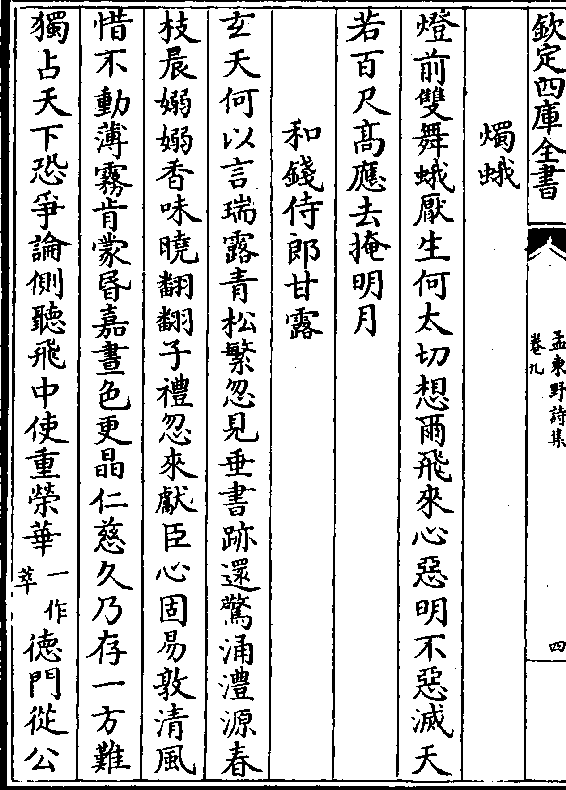 欽定四庫全書
孟東野詩集
卷九
四
燭蛾
燈前雙舞蛾厭生何太切想爾飛來心惡明不惡滅天
若百尺高應去掩明月
和錢侍郎甘露
玄天何以言瑞露青松繁忽見垂書跡還驚涌澧源春
枝晨嫋嫋香味曉翻翻子禮忽來獻臣心固易敦清風
惜不動薄霧肯蒙昏嘉晝色更晶仁慈久乃存一方難
獨占天下恐爭論側聽飛中使重榮華一作萃德門從公